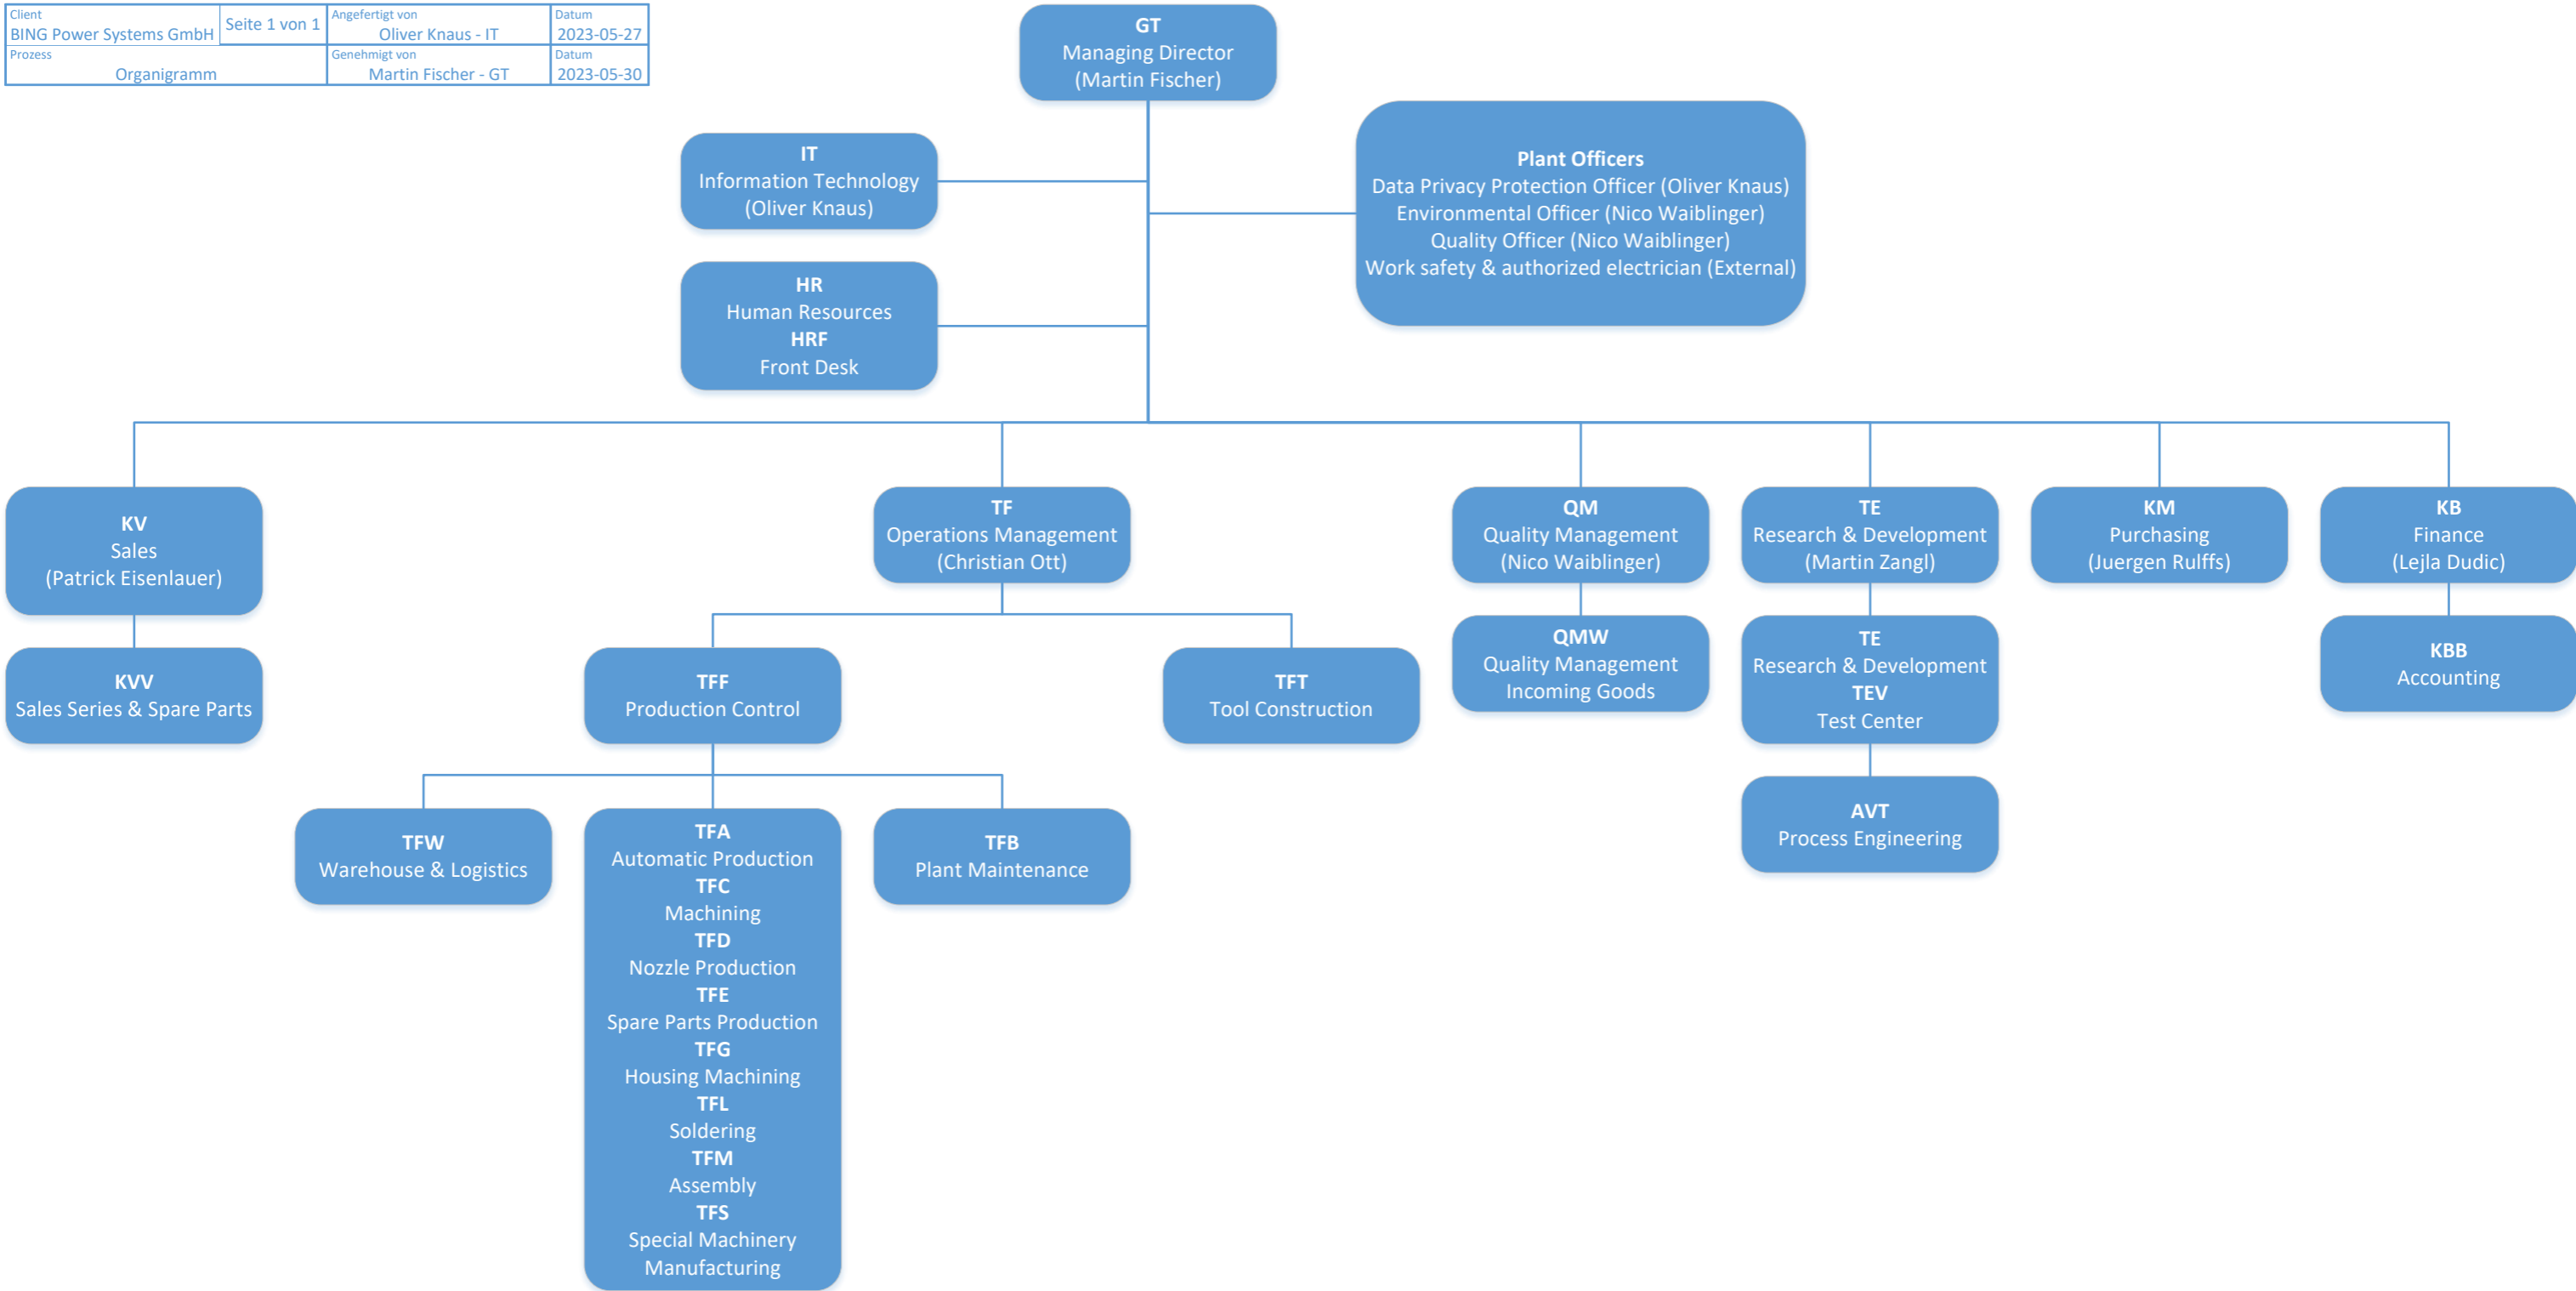 Client
BING Power Systems GmbH
Seite 1 von 1
Angefertigt von
Oliver Knaus - IT
Datum
2023-05-27
Prozess
Organigramm
Genehmigt von
Martin Fischer - GT
Datum
2023-05-30
GT
Managing Director
(Martin Fischer)
IT
Information Technology
(Oliver Knaus)
Plant Officers
Data Privacy Protection Officer (Oliver Knaus)
Environmental Officer (Nico Waiblinger)
Quality Officer (Nico Waiblinger)
Work safety & authorized electrician (External)
HR
Human Resources
HRF
Front Desk
KV
Sales
(Patrick Eisenlauer)
TF
Operations Management
(Christian Ott)
QM
Quality Management
(Nico Waiblinger)
TE
Research & Development
(Martin Zangl)
KM
Purchasing
(Juergen Rulffs)
KB
Finance
(Lejla Dudic)
KVV
Sales Series & Spare Parts
TFF
Production Control
TFT
Tool Construction
QMW
Quality Management
Incoming Goods
TE
Research & Development
TEV
Test Center
KBB
Accounting
TFW
Warehouse & Logistics
TFA
Automatic Production
TFC
Machining
TFD
Nozzle Production
TFE
Spare Parts Production
TFG
Housing Machining
TFL
Soldering
TFM
Assembly
TFS
Special Machinery
Manufacturing
TFB
Plant Maintenance
AVT
Process Engineering